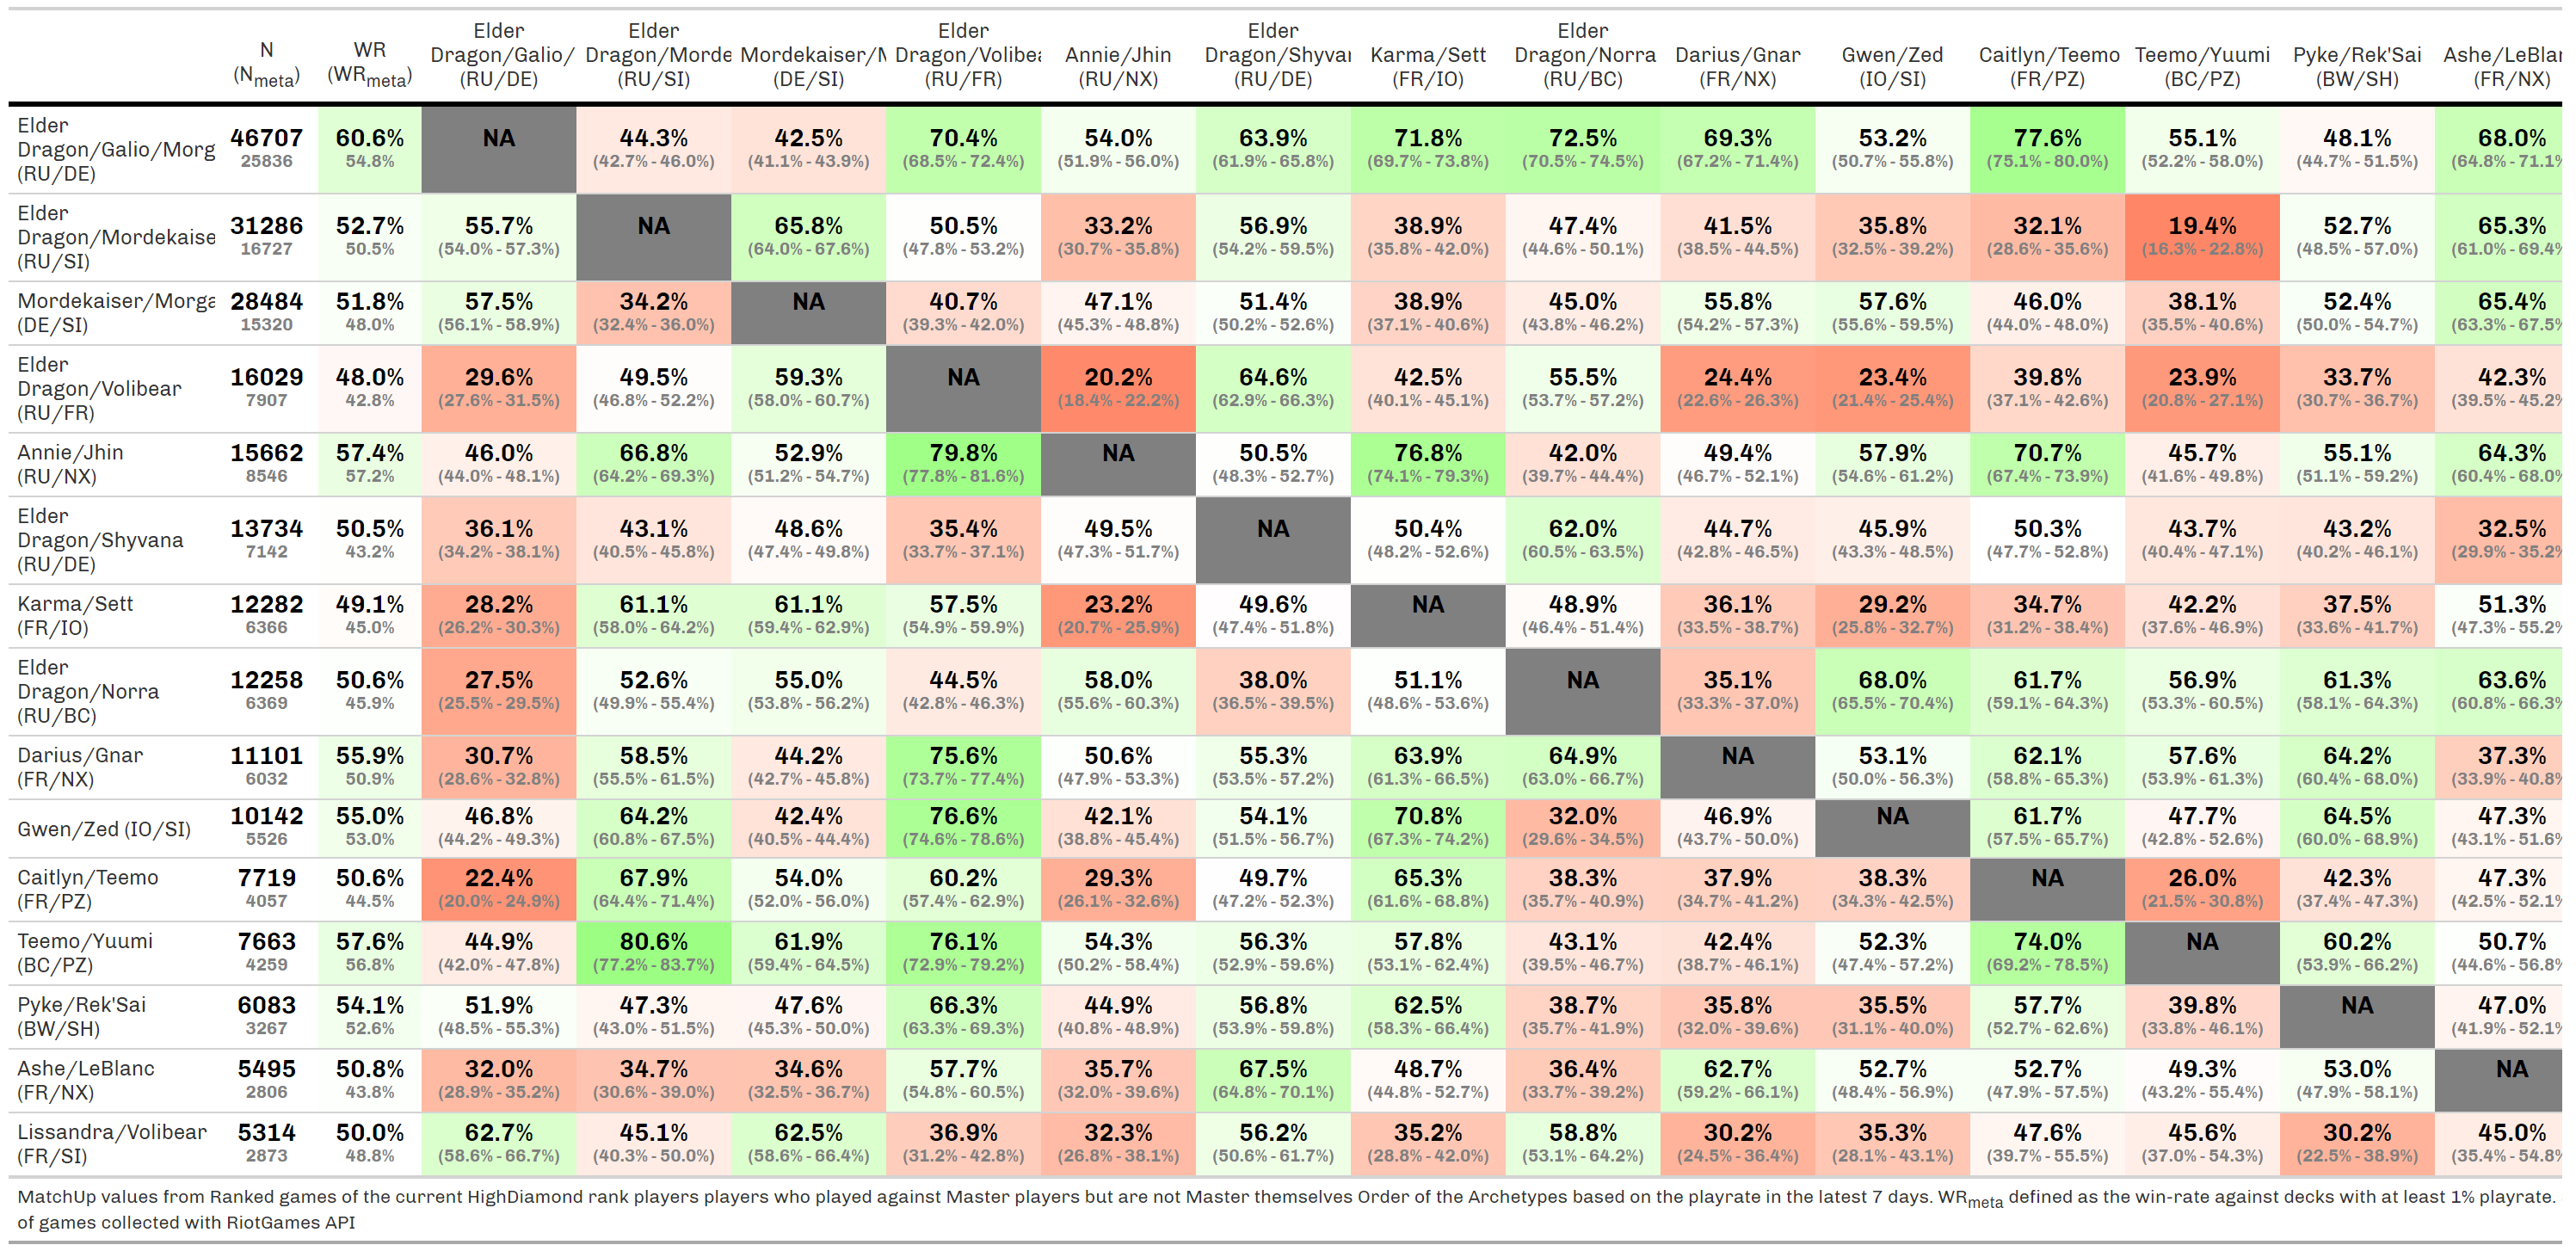 N (Nmeta) WR (WRmeta) Elder Dragon/Galio/ (RU/DE) Elder Dragon/Morde (RU/SI) Mordekaiser/M (DE/SI) Elder Dragon/Volibea (RU/FR) Annie/Jhin (RU/NX) Elder Dragon/Shyvar (RU/DE) Karma/Sett (FR/IO) Elder Dragon/Norra (RU/BC) Darius/Gnar (FR/NX) Gwen/Zed (IO/SI) Caitlyn/Teemo (FR/PZ) Teemo/Yuumi (BC/PZ) Pyke/Rek'Sai (BW/SH) Ashe/LeBlar (FR/NX)
Elder Dragon/Galio/Morg (RU/DE)
46707 60.6% NA 44.3% 42.5% 70.4% 54.0% 63.9% 71.8% 72.5% 69.3% 53.2% 77.6% 55.1% 48.1% 68.0%
25836 54.8% (42.7% - 46.0%) (41.1% - 43.9%) (68.5% - 72.4%) (51.9% - 56.0%) (61.9% - 65.8%) (69.7% - 73.8%) (70.5% - 74.5%) (67.2% - 71.4%) (50.7% - 55.8%) (75.1% - 80.0%) (52.2% - 58.0%) (44.7% - 51.5%) (64.8% - 71.1%
Elder Dragon/Mordekaise (RU/SI)
31286 52.7% 55.7% NA 65.8% 50.5% 33.2% 56.9% 38.9% 47.4% 41.5% 35.8% 32.1% 19.4% 52.7% 65.3%
16727 50.5% (54.0% - 57.3%) (64.0% - 67.6%) (47.8% - 53.2%) (30.7% - 35.8%) (54.2% - 59.5%) (35.8% - 42.0%) (44.6% - 50.1%) (38.5% - 44.5%) (32.5% - 39.2%) (28.6% - 35.6%) (16.3% - 22.8%) (48.5% - 57.0%) (61.0% - 69.4%
Mordekaiser/Morga (DE/SI)
28484 51.8% 57.5% 34.2% NA 40.7% 47.1% 51.4% 38.9% 45.0% 55.8% 57.6% 46.0% 38.1% 52.4% 65.4%
15320 48.0% (56.1% - 58.9%) (32.4% - 36.0%) (39.3% - 42.0%) (45.3% - 48.8%) (50.2% - 52.6%) (37.1% - 40.6%) (43.8% - 46.2%) (54.2% - 57.3%) (55.6% - 59.5%) (44.0% - 48.0%) (35.5% - 40.6%) (50.0% - 54.7%) (63.3% - 67.5%
Elder Dragon/Volibear (RU/FR)
16029 48.0% 29.6% 49.5% 59.3% NA 20.2% 64.6% 42.5% 55.5% 24.4% 23.4% 39.8% 23.9% 33.7% 42.3%
7907 42.8% (27.6% - 31.5%) (46.8% - 52.2%) (58.0% - 60.7%) (18.4% - 22.2%) (62.9% - 66.3%) (40.1% - 45.1%) (53.7% - 57.2%) (22.6% - 26.3%) (21.4% - 25.4%) (37.1% - 42.6%) (20.8% - 27.1%) (30.7% - 36.7%) (39.5% - 45.2%
Annie/Jhin (RU/NX)
15662 57.4% 46.0% 66.8% 52.9% 79.8% NA 50.5% 76.8% 42.0% 49.4% 57.9% 70.7% 45.7% 55.1% 64.3%
8546 57.2% (44.0% - 48.1%) (64.2% - 69.3%) (51.2% - 54.7%) (77.8% - 81.6%) (48.3% - 52.7%) (74.1% - 79.3%) (39.7% - 44.4%) (46.7% - 52.1%) (54.6% - 61.2%) (67.4% - 73.9%) (41.6% - 49.8%) (51.1% - 59.2%) (60.4% - 68.0%
Elder Dragon/Shyvana (RU/DE)
13734 50.5% 36.1% 43.1% 48.6% 35.4% 49.5% NA 50.4% 62.0% 44.7% 45.9% 50.3% 43.7% 43.2% 32.5%
7142 43.2% (34.2% - 38.1%) (40.5% - 45.8%) (47.4% - 49.8%) (33.7% - 37.1%) (47.3% - 51.7%) (48.2% - 52.6%) (60.5% - 63.5%) (42.8% - 46.5%) (43.3% - 48.5%) (47.7% - 52.8%) (40.4% - 47.1%) (40.2% - 46.1%) (29.9% - 35.2%
Karma/Sett (FR/IO)
12282 49.1% 28.2% 61.1% 61.1% 57.5% 23.2% 49.6% NA 48.9% 36.1% 29.2% 34.7% 42.2% 37.5% 51.3%
6366 45.0% (26.2% - 30.3%) (58.0% - 64.2%) (59.4% - 62.9%) (54.9% - 59.9%) (20.7% - 25.9%) (47.4% - 51.8%) (46.4% - 51.4%) (33.5% - 38.7%) (25.8% - 32.7%) (31.2% - 38.4%) (37.6% - 46.9%) (33.6% - 41.7%) (47.3% - 55.2%
Elder Dragon/Norra (RU/BC)
12258 50.6% 27.5% 52.6% 55.0% 44.5% 58.0% 38.0% 51.1% NA 35.1% 68.0% 61.7% 56.9% 61.3% 63.6%
6369 45.9% (25.5% - 29.5%) (49.9% - 55.4%) (53.8% - 56.2%) (42.8% - 46.3%) (55.6% - 60.3%) (36.5% - 39.5%) (48.6% - 53.6%) (33.3% - 37.0%) (65.5% - 70.4%) (59.1% - 64.3%) (53.3% - 60.5%) (58.1% - 64.3%) (60.8% - 66.3%
Darius/Gnar (FR/NX)
11101 55.9% 30.7% 58.5% 44.2% 75.6% 50.6% 55.3% 63.9% 64.9% NA 53.1% 62.1% 57.6% 64.2% 37.3%
6032 50.9% (28.6% - 32.8%) (55.5% - 61.5%) (42.7% - 45.8%) (73.7% - 77.4%) (47.9% - 53.3%) (53.5% - 57.2%) (61.3% - 66.5%) (63.0% - 66.7%) (50.0% - 56.3%) (58.8% - 65.3%) (53.9% - 61.3%) (60.4% - 68.0%) (33.9% - 40.8%
Gwen/Zed (IO/SI)
10142 55.0% 46.8% 64.2% 42.4% 76.6% 42.1% 54.1% 70.8% 32.0% 46.9% NA 61.7% 47.7% 64.5% 47.3%
5526 53.0% (44.2% - 49.3%) (60.8% - 67.5%) (40.5% - 44.4%) (74.6% - 78.6%) (38.8% - 45.4%) (51.5% - 56.7%) (67.3% - 74.2%) (29.6% - 34.5%) (43.7% - 50.0%) (57.5% - 65.7%) (42.8% - 52.6%) (60.0% - 68.9%) (43.1% - 51.6%
Caitlyn/Teemo (FR/PZ)
7719 50.6% 22.4% 67.9% 54.0% 60.2% 29.3% 49.7% 65.3% 38.3% 37.9% 38.3% NA 26.0% 42.3% 47.3%
4057 44.5% (20.0% - 24.9%) (64.4% - 71.4%) (52.0% - 56.0%) (57.4% - 62.9%) (26.1% - 32.6%) (47.2% - 52.3%) (61.6% - 68.8%) (35.7% - 40.9%) (34.7% - 41.2%) (34.3% - 42.5%) (21.5% - 30.8%) (37.4% - 47.3%) (42.5% - 52.1%
Teemo/Yuumi (BC/PZ)
7663 57.6% 44.9% 80.6% 61.9% 76.1% 54.3% 56.3% 57.8% 43.1% 42.4% 52.3% 74.0% NA 60.2% 50.7%
4259 56.8% (42.0% - 47.8%) (77.2% - 83.7%) (59.4% - 64.5%) (72.9% - 79.2%) (50.2% - 58.4%) (52.9% - 59.6%) (53.1% - 62.4%) (39.5% - 46.7%) (38.7% - 46.1%) (47.4% - 57.2%) (69.2% - 78.5%) (53.9% - 66.2%) (44.6% - 56.8%
Pyke/Rek'Sai (BW/SH)
6083 54.1% 51.9% 47.3% 47.6% 66.3% 44.9% 56.8% 62.5% 38.7% 35.8% 35.5% 57.7% 39.8% NA 47.0%
3267 52.6% (48.5% - 55.3%) (43.0% - 51.5%) (45.3% - 50.0%) (63.3% - 69.3%) (40.8% - 48.9%) (53.9% - 59.8%) (58.3% - 66.4%) (35.7% - 41.9%) (32.0% - 39.6%) (31.1% - 40.0%) (52.7% - 62.6%) (33.8% - 46.1%) (41.9% - 52.1%
Ashe/LeBlanc (FR/NX)
5495 50.8% 32.0% 34.7% 34.6% 57.7% 35.7% 67.5% 48.7% 36.4% 62.7% 52.7% 52.7% 49.3% 53.0% NA
2806 43.8% (28.9% - 35.2%) (30.6% - 39.0%) (32.5% - 36.7%) (54.8% - 60.5%) (32.0% - 39.6%) (64.8% - 70.1%) (44.8% - 52.7%) (33.7% - 39.2%) (59.2% - 66.1%) (48.4% - 56.9%) (47.9% - 57.5%) (43.2% - 55.4%) (47.9% - 58.1%)
Lissandra/Volibear (FR/SI)
5314 50.0% 62.7% 45.1% 62.5% 36.9% 32.3% 56.2% 35.2% 58.8% 30.2% 35.3% 47.6% 45.6% 30.2% 45.0%
2873 48.8% (58.6% - 66.7%) (40.3% - 50.0%) (58.6% - 66.4%) (31.2% - 42.8%) (26.8% - 38.1%) (50.6% - 61.7%) (28.8% - 42.0%) (53.1% - 64.2%) (24.5% - 36.4%) (28.1% - 43.1%) (39.7% - 55.5%) (37.0% - 54.3%) (22.5% - 38.9%) (35.4% - 54.8%
MatchUp values from Ranked games of the current HighDiamond rank players players who played against Master players but are not Master themselves Order of the Archetypes based on the playrate in the latest 7 days. WRmeta defined as the win-rate against decks with at least 1% playrate.
of games collected with RiotGames API